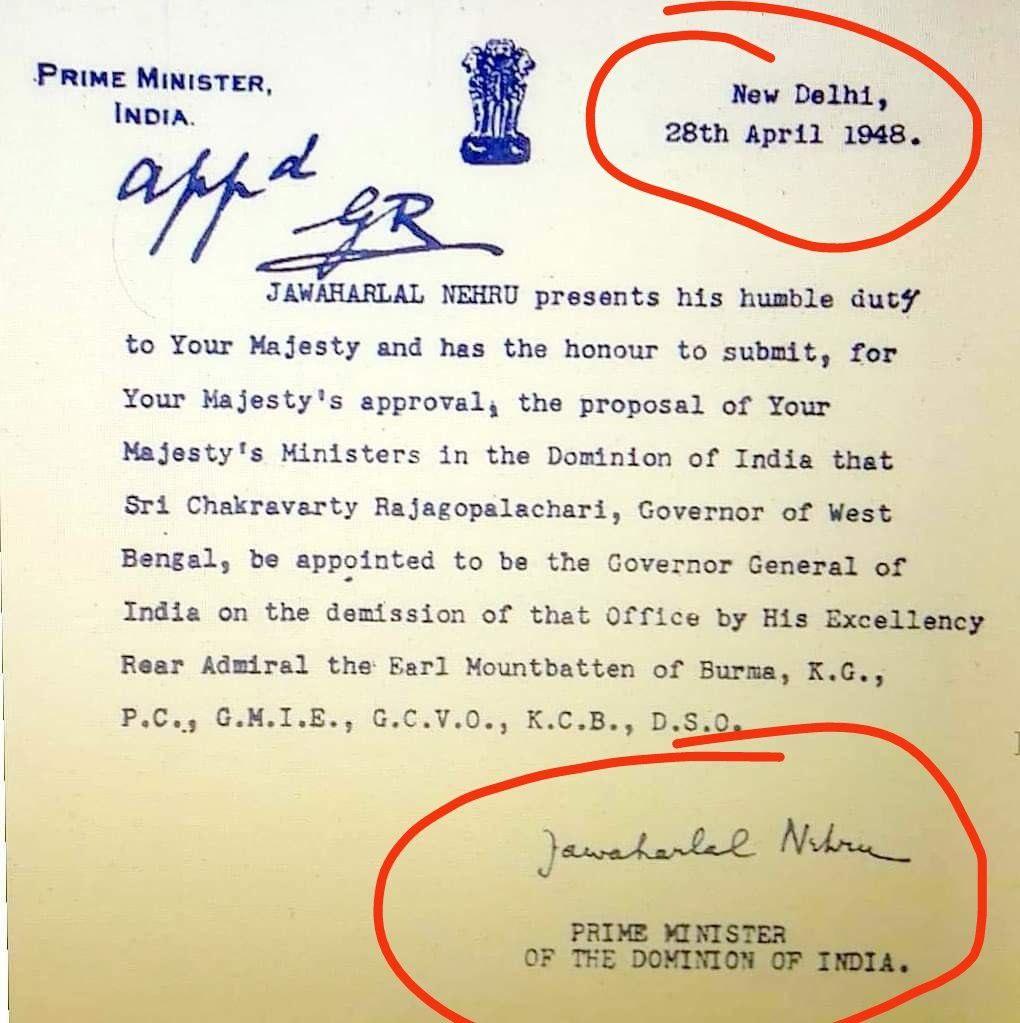 PRIME MINISTER,
INDIA.
New Delhi,
28th April 1948.
appd
GR
JAWAHARLAL NEHRU presents his humble duty
to Your Majesty and has the honour to submit, for
Your Majesty's approval, the proposal of Your
Majesty's Ministers in the Dominion of India that
Sri Chakravarty Rajagopalachari, Governor of West
Bengal, be appointed to be the Governor General of
India on the demission of that Office by His Excellency
Rear Admiral the Earl Mountbatten of Burma, K.G.,
P.C., G.M.I.E., G.C.V.O., K.C.B., D.S.O.
Jawaharlal Nehru
PRIME MINISTER
OF THE DOMINION OF INDIA.